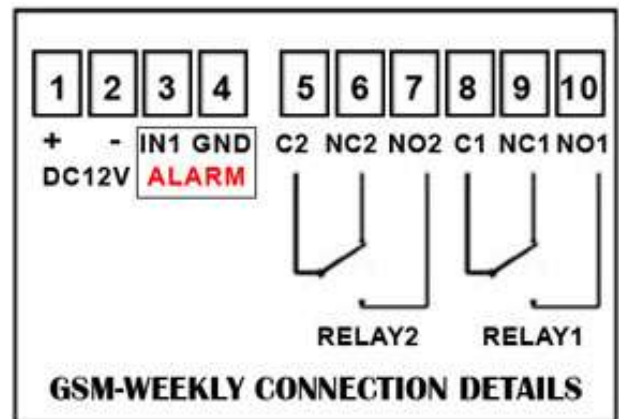 1 2 3 4 5 6 7 8 9 10
+ - IN1 GND C2 NC2 NO2 C1 NC1 NO1
DC12V ALARM
RELAY2 RELAY1
GSM-WEEKLY CONNECTION DETAILS